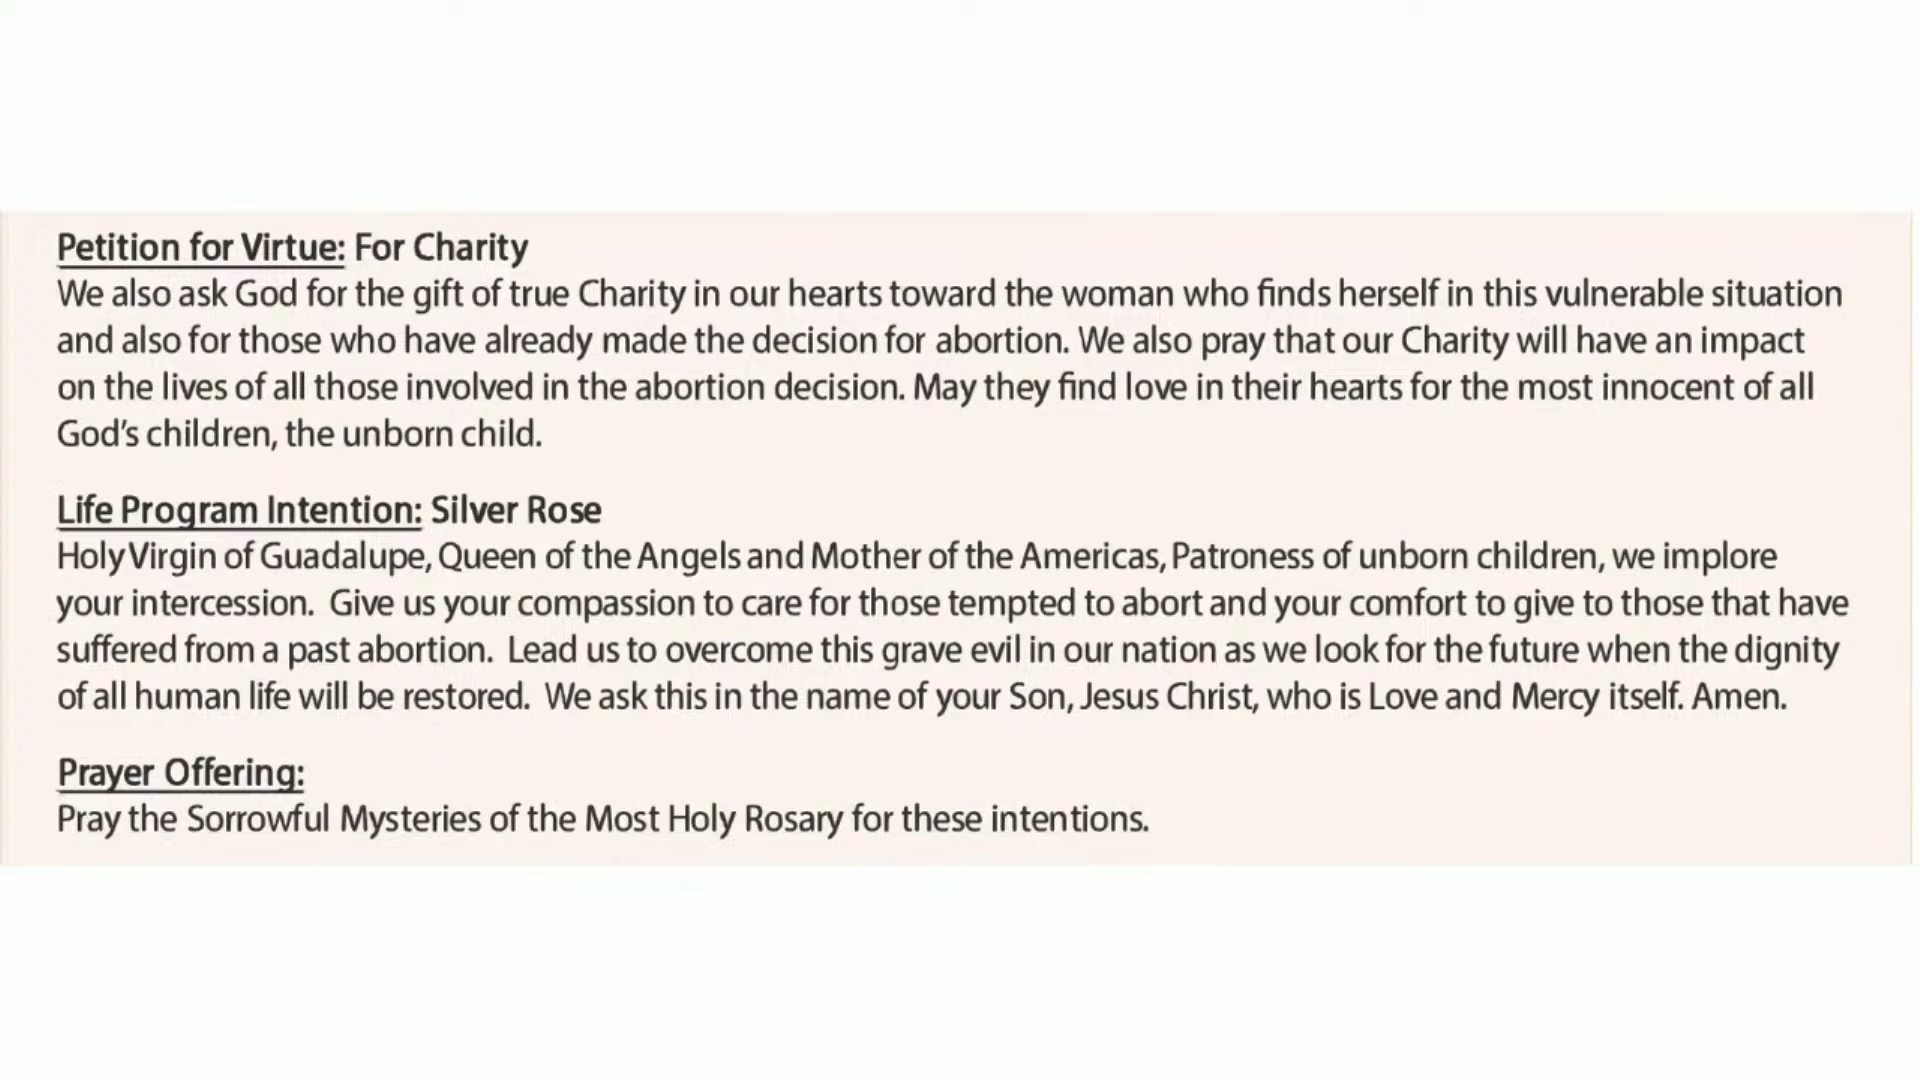 Petition for Virtue: For Charity
We also ask God for the gift of true Charity in our hearts toward the woman who finds herself in this vulnerable situation
and also for those who have already made the decision for abortion. We also pray that our Charity will have an impact
on the lives of all those involved in the abortion decision. May they find love in their hearts for the most innocent of all
God’s children, the unborn child.
Life Program Intention: Silver Rose
Holy Virgin of Guadalupe, Queen of the Angels and Mother of the Americas, Patroness of unborn children, we implore
your intercession.  Give us your compassion to care for those tempted to abort and your comfort to give to those that have
suffered from a past abortion.  Lead us to overcome this grave evil in our nation as we look for the future when the dignity
of all human life will be restored.  We ask this in the name of your Son, Jesus Christ, who is Love and Mercy itself. Amen.
Prayer Offering:
Pray the Sorrowful Mysteries of the Most Holy Rosary for these intentions.